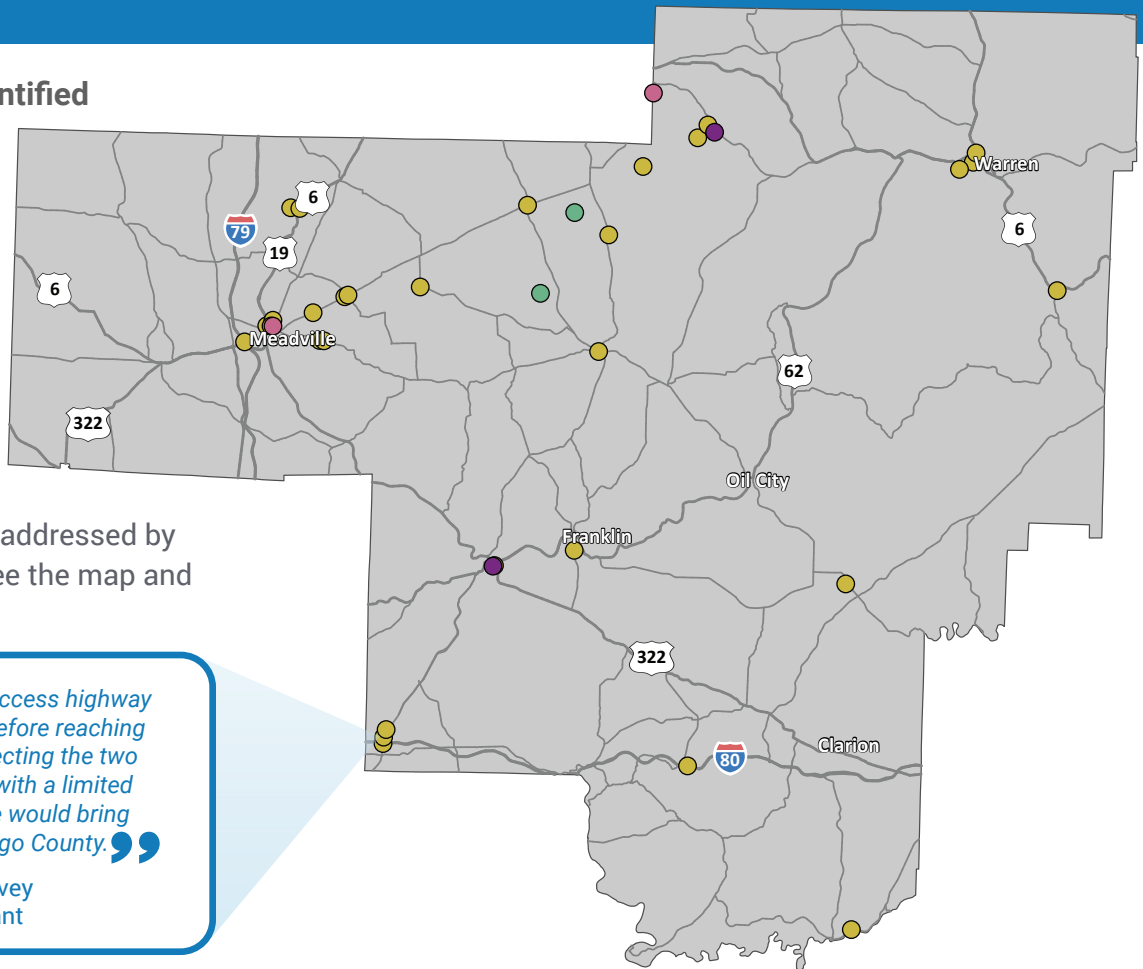 ntified
6
79
19
6
Meadville
322
Warren
6
62
Oil City
Franklin
322
Clarion
80
addressed by
ee the map and
ccess highway
efore reaching
ecting the two
with a limited
e would bring
go County.”
vey
ant